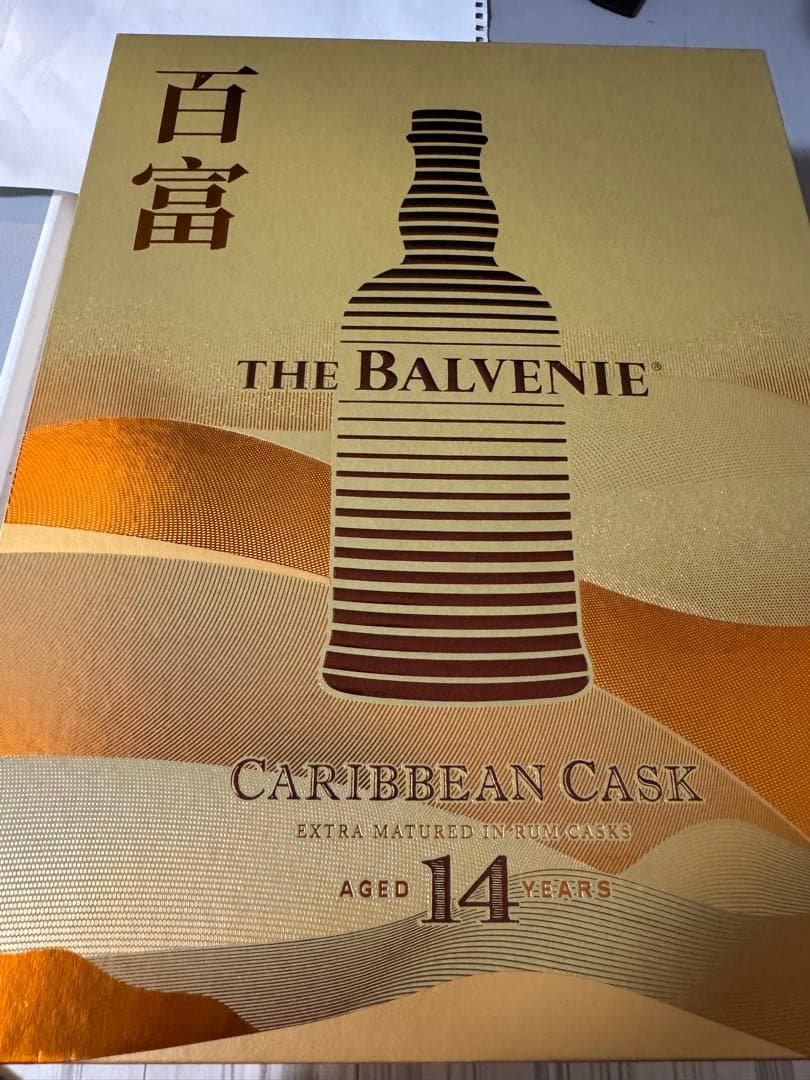 百富
THE BALVENIE®
CARIBBEAN CASK
EXTRA MATURED IN RUM CASKS
AGED 14 YEARS